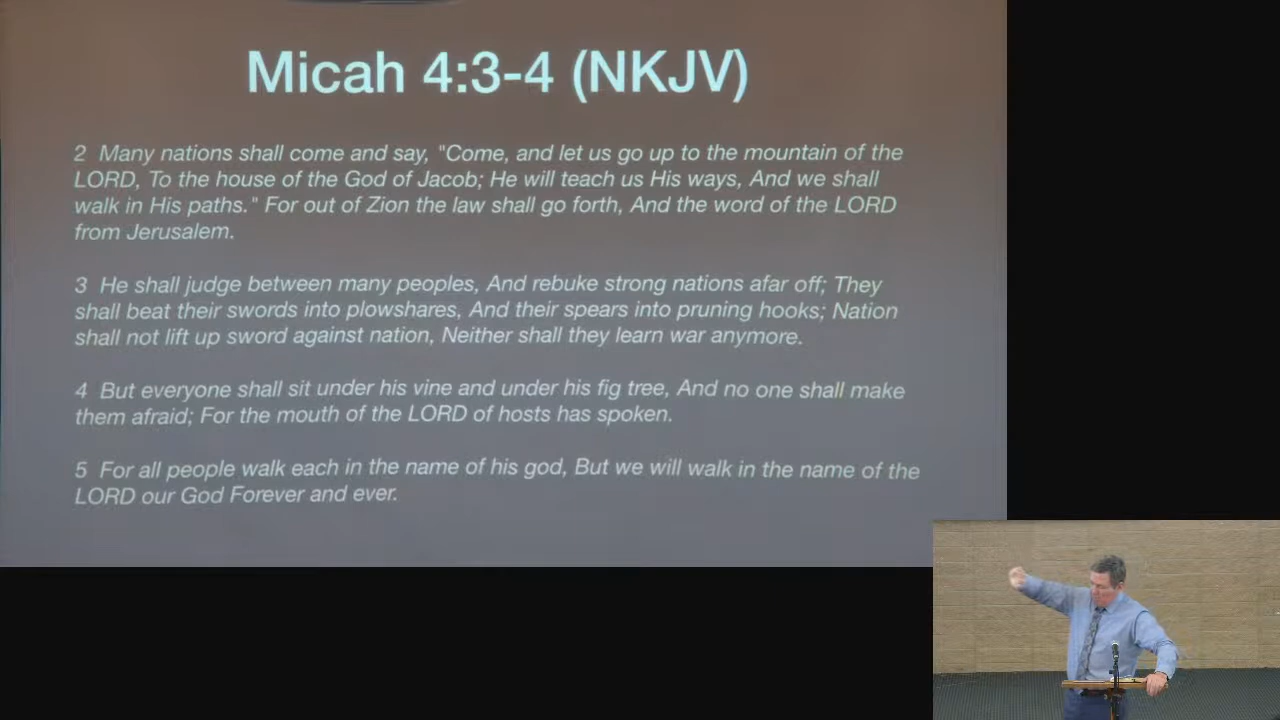 Micah 4:3-4 (NKJV)
2 Many nations shall come and say, "Come, and let us go up to the mountain of the
LORD, To the house of the God of Jacob; He will teach us His ways, And we shall
walk in His paths." For out of Zion the law shall go forth, And the word of the LORD
from Jerusalem.
3 He shall judge between many peoples, And rebuke strong nations afar off; They
shall beat their swords into plowshares, And their spears into pruning hooks; Nation
shall not lift up sword against nation, Neither shall they learn war anymore.
4 But everyone shall sit under his vine and under his fig tree, And no one shall make
them afraid; For the mouth of the LORD of hosts has spoken.
5 For all people walk each in the name of his god, But we will walk in the name of the
LORD our God Forever and ever.